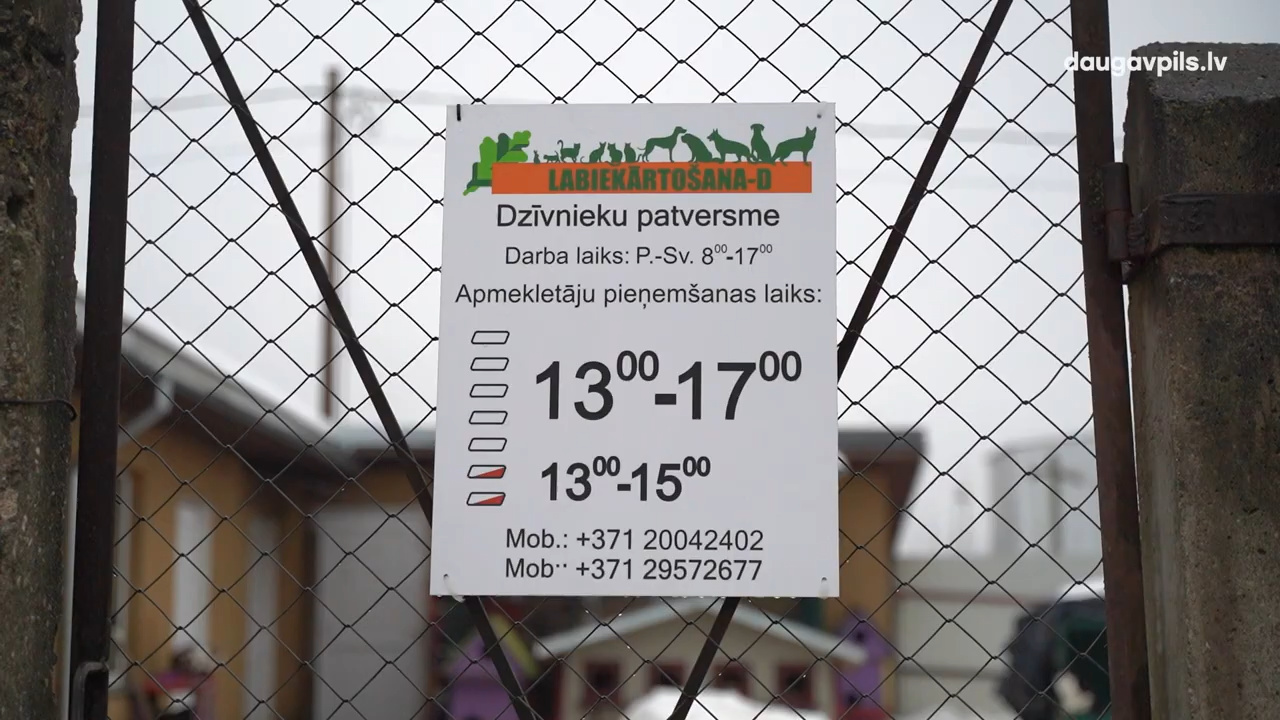 daugavpils.lv
LABIEKĀRTOŠANA-D
Dzīvnieku patversme
Darba laiks: P.-Sv. 8⁰⁰-17⁰⁰
Apmekletāju pieņemšanas laiks:
13⁰⁰-17⁰⁰
13⁰⁰-15⁰⁰
Mob.: +371 20042402
Mob.: +371 29572677